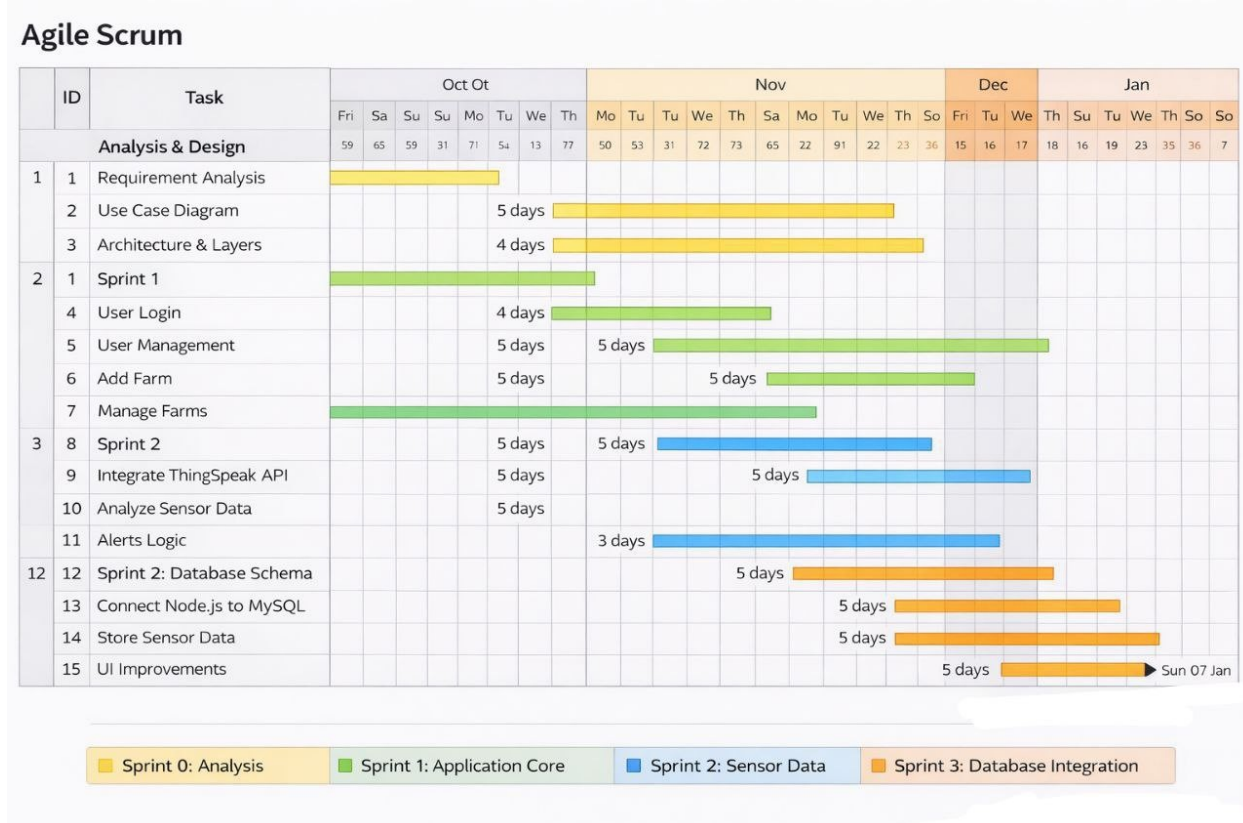 Agile Scrum
ID Task Oct Ot Nov Dec Jan
Fri Sa Su Su Mo Tu We Th Mo Tu Tu We Th Sa Mo Tu We Th So Fri Tu We Th Su Tu We Th So So
Analysis & Design 59 65 59 31 71 54 13 77 50 53 31 72 73 65 22 91 22 23 36 15 16 17 18 16 19 23 35 36 7
1 1 Requirement Analysis
2 Use Case Diagram 5 days
3 Architecture & Layers 4 days
2 1 Sprint 1
4 User Login 4 days
5 User Management 5 days 5 days
6 Add Farm 5 days 5 days
7 Manage Farms
3 8 Sprint 2 5 days 5 days
9 Integrate ThingSpeak API 5 days 5 days
10 Analyze Sensor Data 5 days
11 Alerts Logic 3 days
12 12 Sprint 2: Database Schema 5 days
13 Connect Node.js to MySQL 5 days
14 Store Sensor Data 5 days
15 UI Improvements 5 days Sun 07 Jan
Sprint 0: Analysis Sprint 1: Application Core Sprint 2: Sensor Data Sprint 3: Database Integration